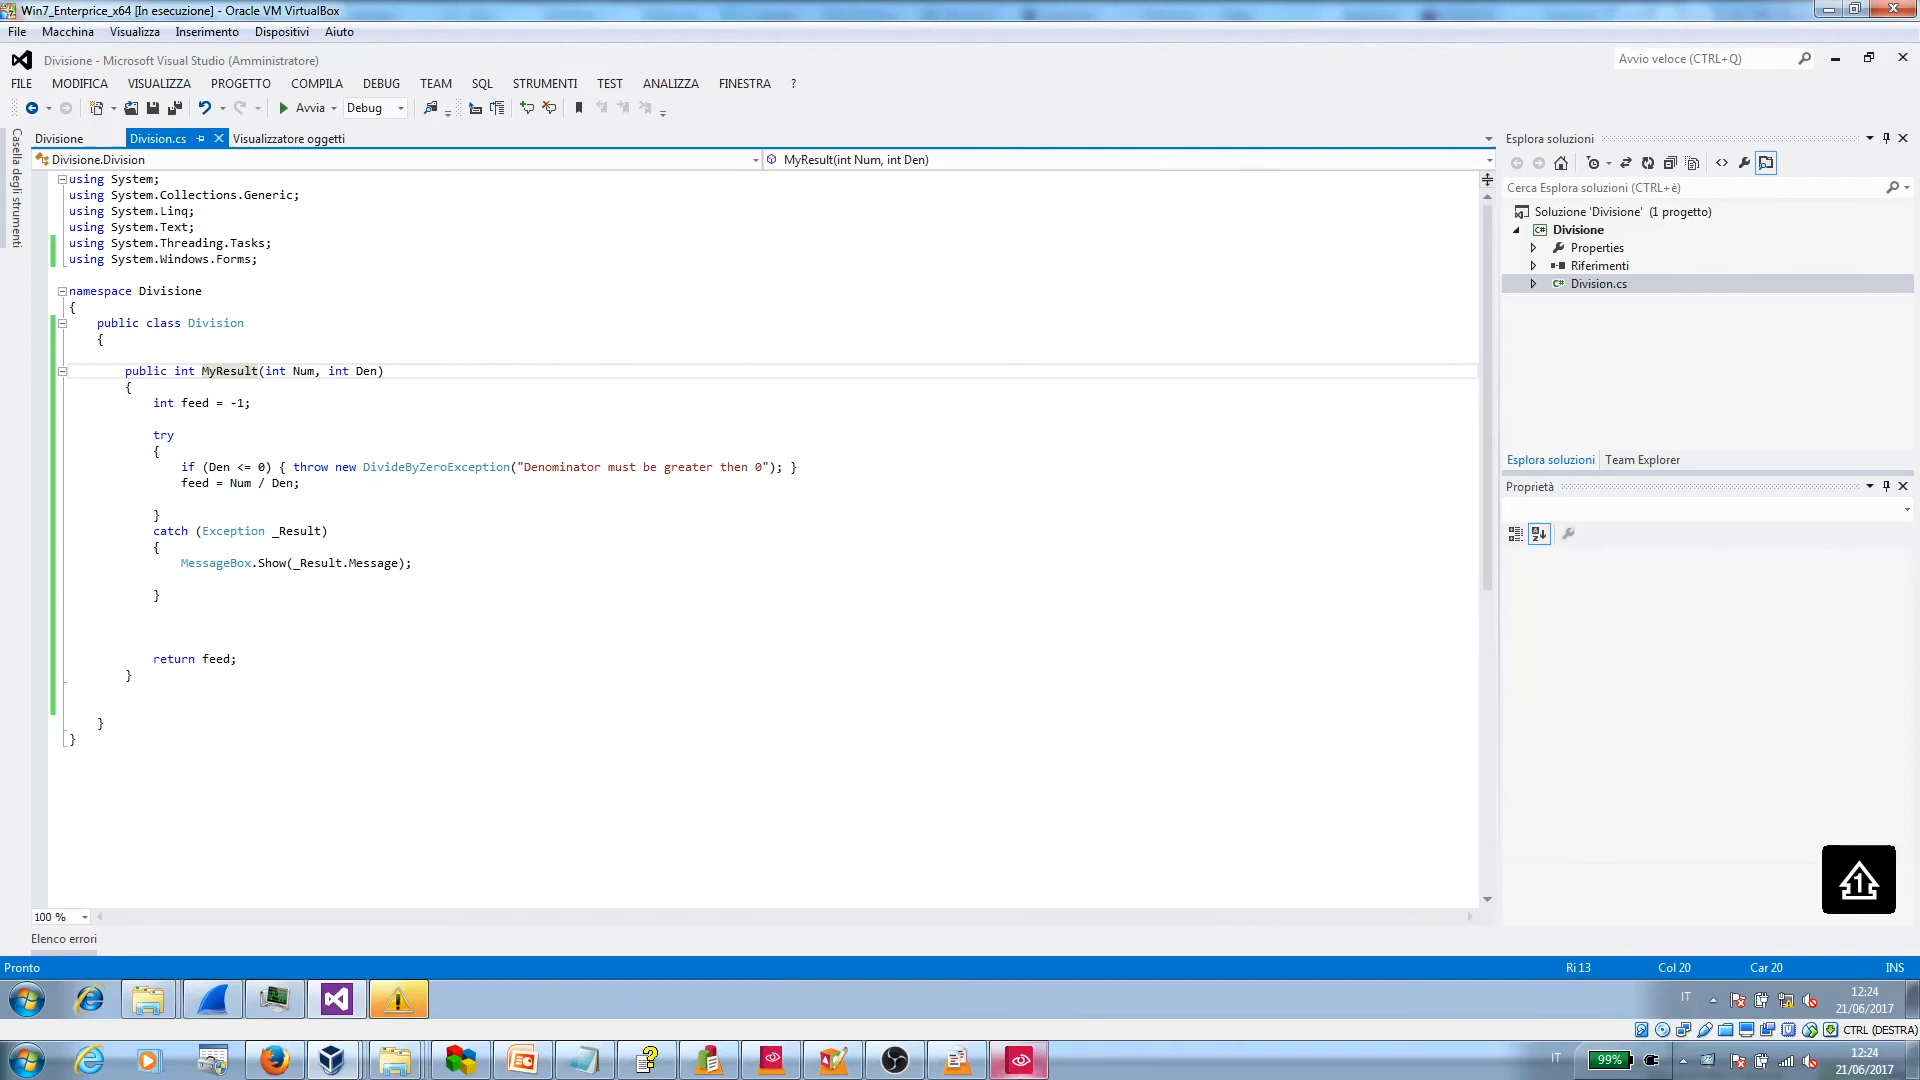 Win7_Enterprice_x64 [In esecuzione] - Oracle VM VirtualBox
File Macchina Visualizza Inserimento Dispositivi Aiuto
Divisione - Microsoft Visual Studio (Amministratore)
Avvio veloce (CTRL+Q)
FILE MODIFICA VISUALIZZA PROGETTO COMPILA DEBUG TEAM SQL STRUMENTI TEST ANALIZZA FINESTRA ?
Avvia Debug
Casella degli strumenti
Divisione Division.cs Visualizzatore oggetti
Divisione.Division MyResult(int Num, int Den)
using System;
using System.Collections.Generic;
using System.Linq;
using System.Text;
using System.Threading.Tasks;
using System.Windows.Forms;
namespace Divisione
{
public class Division
{
public int MyResult(int Num, int Den)
{
int feed = -1;
try
{
if (Den <= 0) { throw new DivideByZeroException("Denominator must be greater then 0"); }
feed = Num / Den;
}
catch (Exception _Result)
{
MessageBox.Show(_Result.Message);
}
return feed;
}
}
}
100 %
Elenco errori
Esplora soluzioni
Cerca Esplora soluzioni (CTRL+è)
Soluzione 'Divisione' (1 progetto)
C# Divisione
Properties
Riferimenti
C# Division.cs
Esplora soluzioni Team Explorer
Proprietà
1
Pronto Ri 13 Col 20 Car 20 INS
IT 12:24
21/06/2017
CTRL (DESTRA)
IT 99% 12:24
21/06/2017